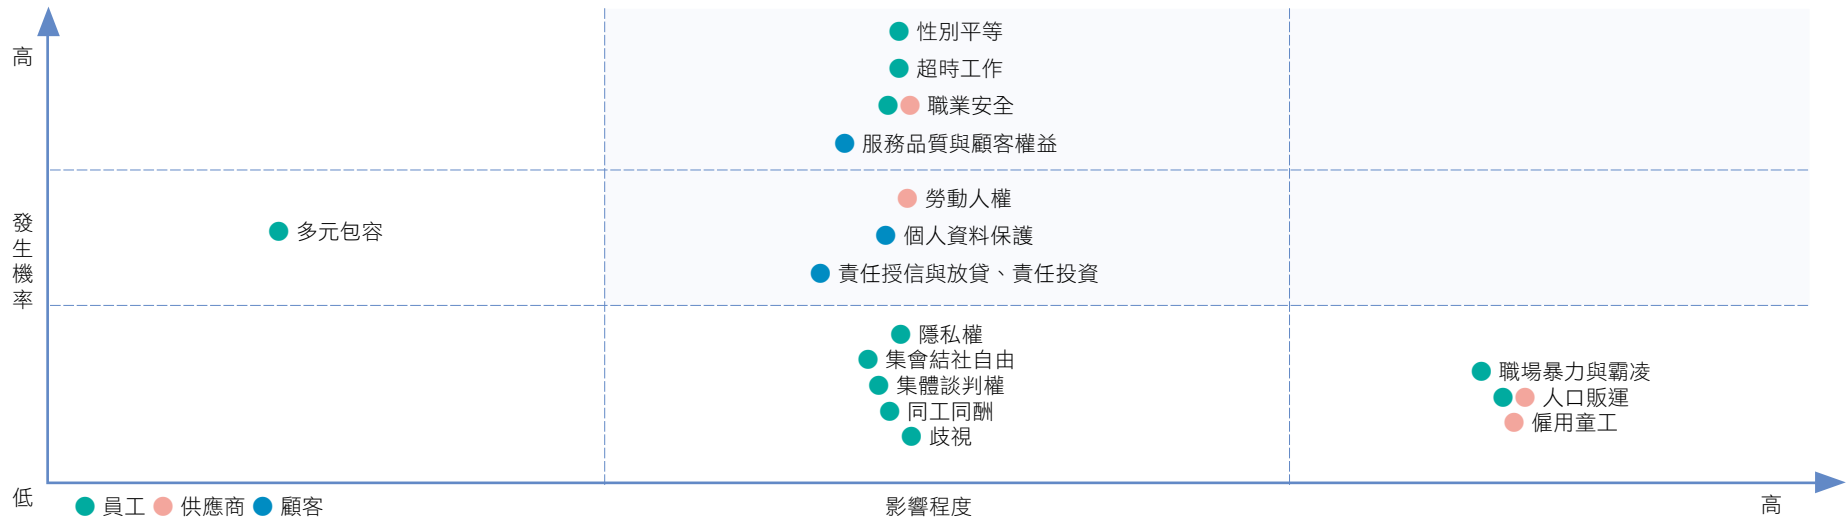 高
性別平等
超時工作
職業安全
服務品質與顧客權益
發生機率
多元包容
勞動人權
個人資料保護
責任授信與放貸、責任投資
隱私權
集會結社自由
集體談判權
同工同酬
歧視
職場暴力與霸凌
人口販運
僱用童工
低
員工 供應商 顧客
影響程度
高